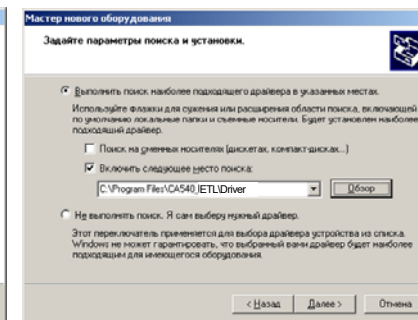 Мастер нового оборудования
Задайте параметры поиска и установки.
Выполнить поиск наиболее подходящего драйвера в указанных местах.
Используйте флажки для сужения или расширения области поиска, включающей
по умолчанию локальные папки и съемные носители. Будет установлен наиболее
подходящий драйвер.
Поиск на сменных носителях (дискетах, компакт-дисках...)
Включить следующее место поиска:
C:\Program Files\CA540_IETL\Driver
Обзор
Не выполнять поиск. Я сам выберу нужный драйвер.
Этот переключатель применяется для выбора драйвера устройства из списка.
Windows не может гарантировать, что выбранный вами драйвер будет наиболее
подходящим для имеющегося оборудования.
< Назад
Далее >
Отмена